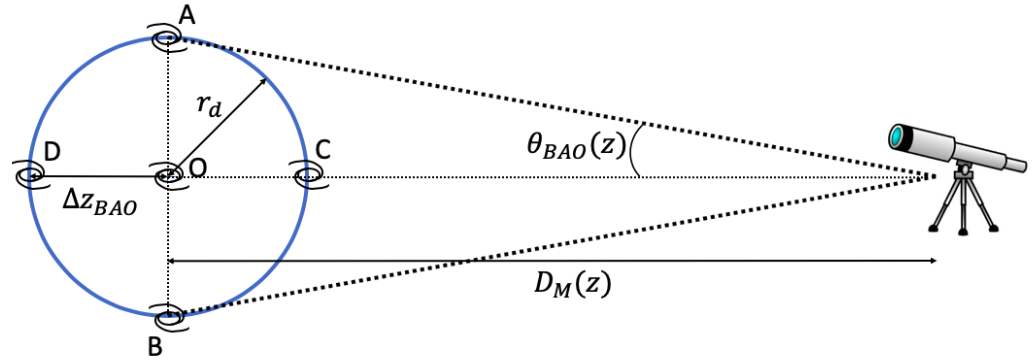 A
r_d
θ_BAO(z)
D
O
C
Δz_BAO
D_M(z)
B